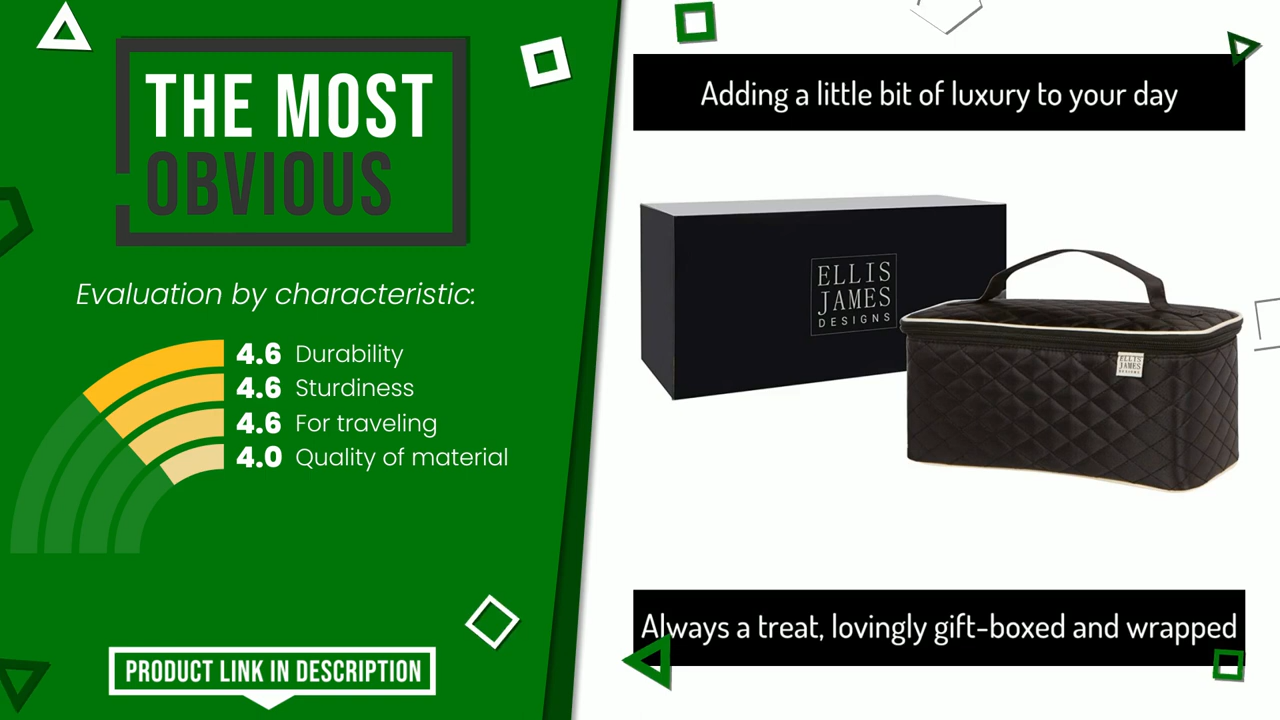 THE MOST
OBVIOUS
Evaluation by characteristic:
4.6 Durability
4.6 Sturdiness
4.6 For traveling
4.0 Quality of material
PRODUCT LINK IN DESCRIPTION
Adding a little bit of luxury to your day
ELLIS
JAMES
DESIGNS
ELLIS
JAMES
DESIGNS
Always a treat, lovingly gift-boxed and wrapped